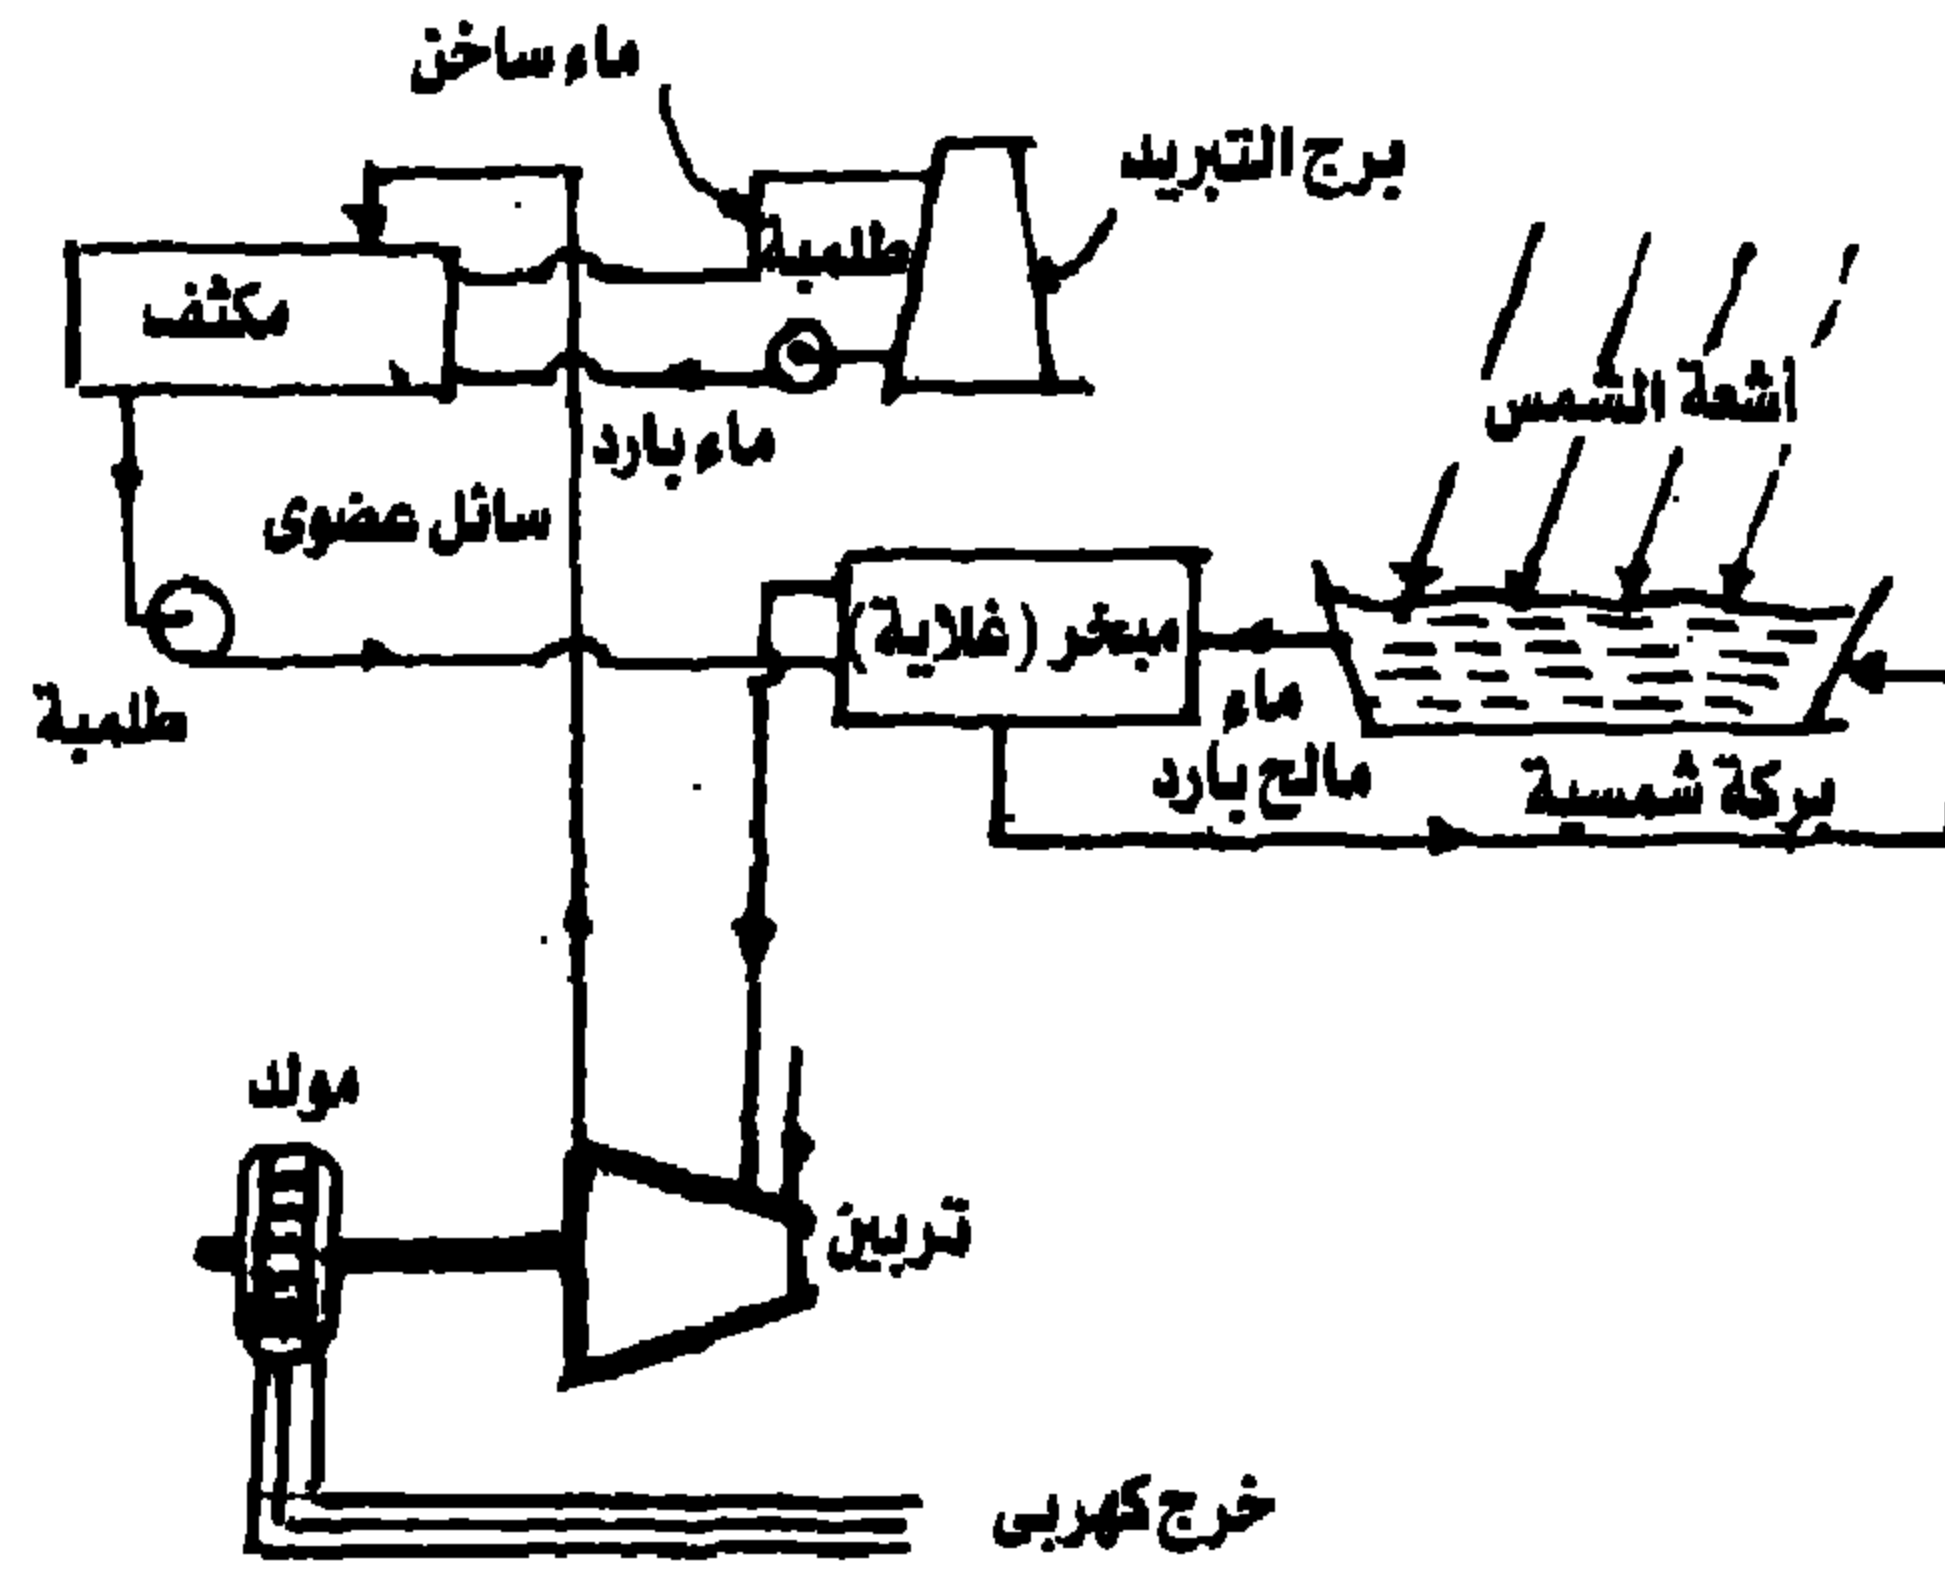 ماء ساخن
برج التبريد
طلمبة
مكثف
اشعة الشمس
ماء بارد
سائل عضوى
مبخر (غلاية)
طلمبة
ماء
مالح بارد
بركة شمسية
مولد
تربين
خرج كهربى